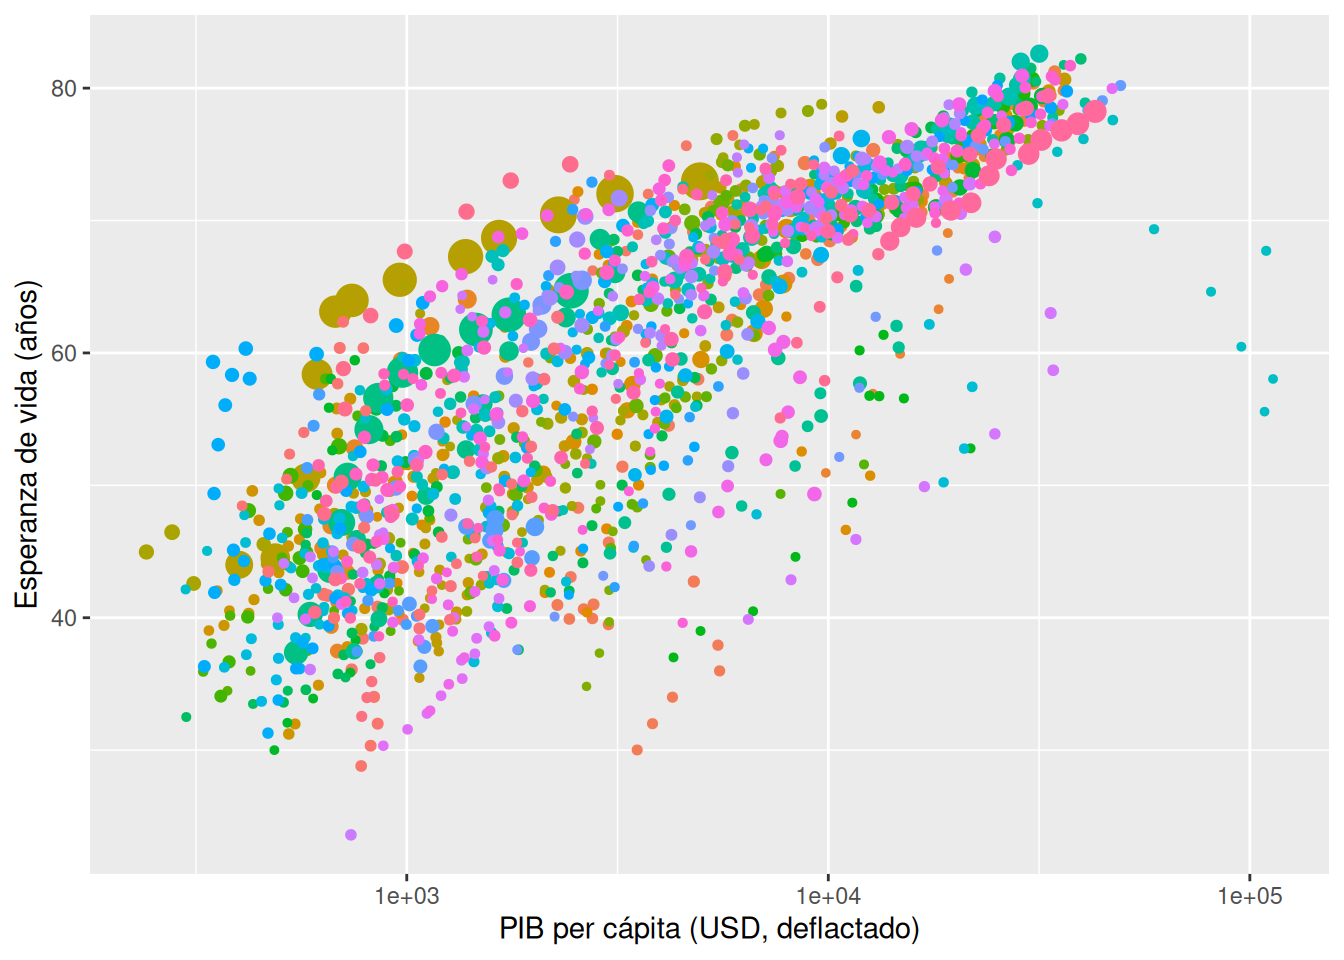 80
60
40
Esperanza de vida (años)
1e+03
1e+04
1e+05
PIB per cápita (USD, deflactado)